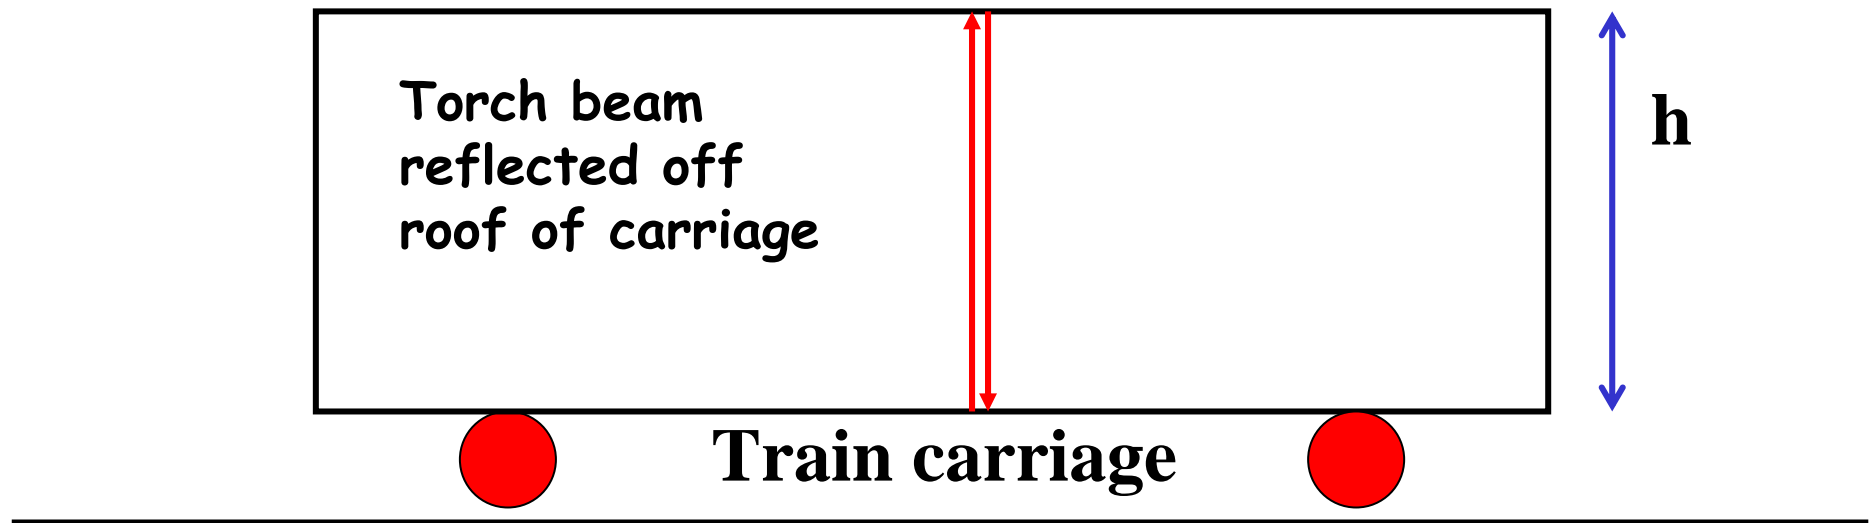 Torch beam
reflected off
roof of carriage
h
Train carriage